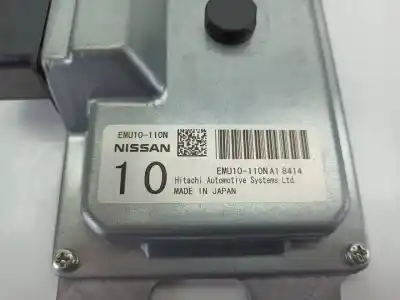 EMU10-110N
NISSAN
10
EMU10-110NA1 8414
Hitachi Automotive Systems,Ltd.
MADE IN JAPAN